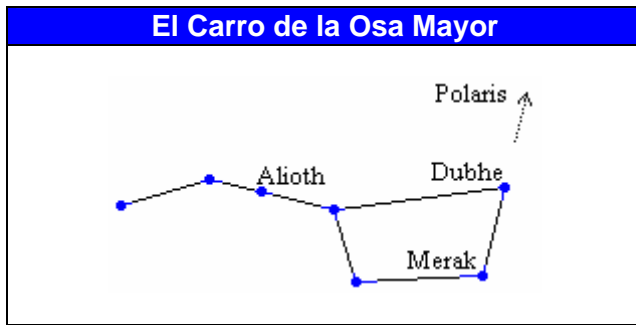 El Carro de la Osa Mayor
Polaris
Alioth
Dubhe
Merak